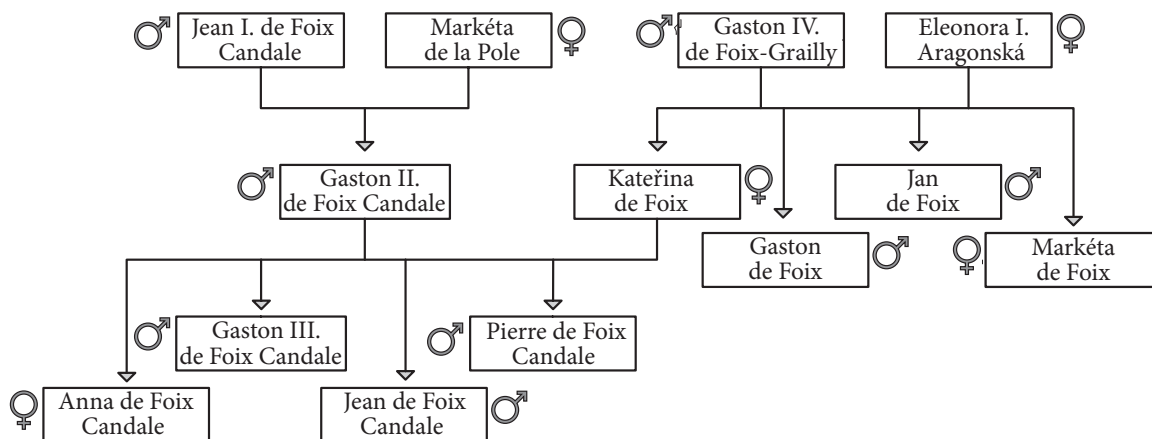 Jean I. de Foix
Candale
Markéta
de la Pole
Gaston IV.
de Foix-Grailly
Eleonora I.
Aragonská
Gaston II.
de Foix Candale
Kateřina
de Foix
Jan
de Foix
Gaston
de Foix
Markéta
de Foix
Gaston III.
de Foix Candale
Pierre de Foix
Candale
Anna de Foix
Candale
Jean de Foix
Candale